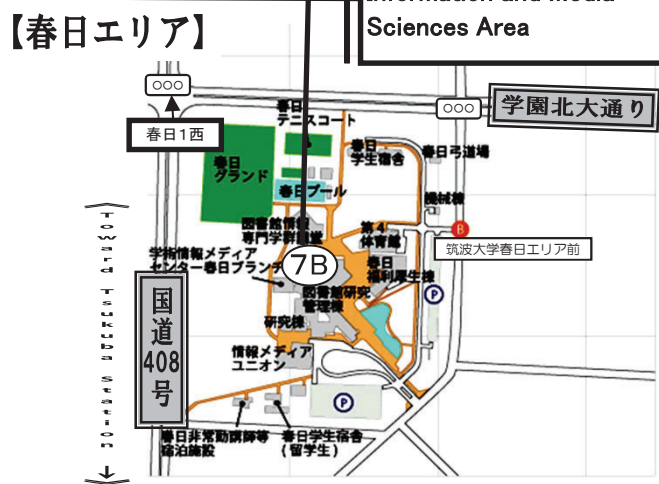 【春日エリア】
Information and Media
Sciences Area
学園北大通り
春日1西
春日
テニスコート
春日
グランド
春日
学生宿舎
春日弓道場
春日プール
機械棟
図書館情報
専門学群講堂
第4
体育館
B
筑波大学春日エリア前
学術情報メディア
センター春日ブランチ
7B
春日
福利厚生棟
図書館研究
管理棟
P
研究棟
情報メディア
ユニオン
P
国道
408
号
Toward Tsukuba Station
春日非常勤講師等
宿泊施設
春日学生宿舎
(留学生)